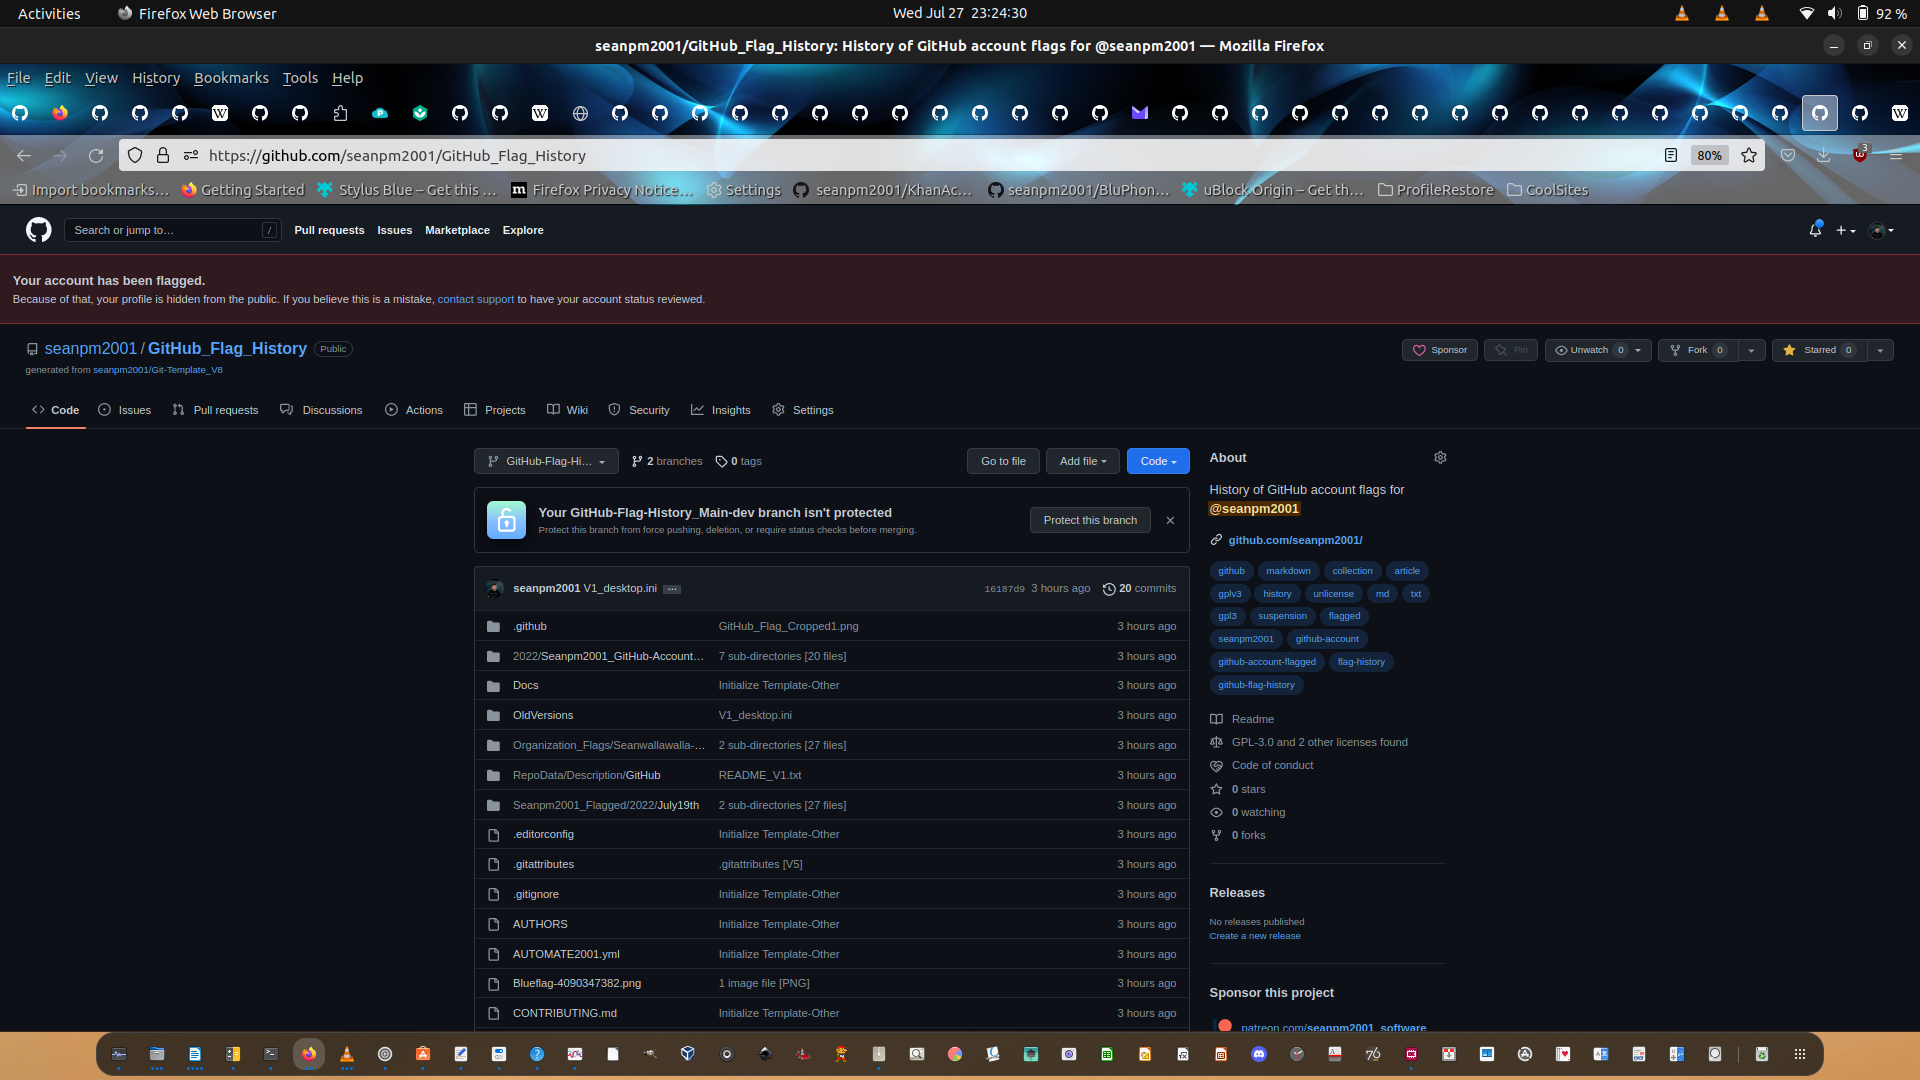 Activities
Firefox Web Browser
Wed Jul 27 23:24:30
92 %
seanpm2001/GitHub_Flag_History: History of GitHub account flags for @seanpm2001 — Mozilla Firefox
File Edit View History Bookmarks Tools Help
https://github.com/seanpm2001/GitHub_Flag_History
80%
3
Import bookmarks…
Getting Started
Stylus Blue – Get this …
Firefox Privacy Notice…
Settings
seanpm2001/KhanAc…
seanpm2001/BluPhon…
uBlock Origin – Get th…
ProfileRestore
CoolSites
Search or jump to…
/
Pull requests Issues Marketplace Explore
Your account has been flagged.
Because of that, your profile is hidden from the public. If you believe this is a mistake, contact support to have your account status reviewed.
seanpm2001 / GitHub_Flag_History Public
Sponsor
Pin
Unwatch 0
Fork 0
Starred 0
generated from seanpm2001/Git-Template_V8
Code
Issues
Pull requests
Discussions
Actions
Projects
Wiki
Security
Insights
Settings
GitHub-Flag-Hi…
2 branches
0 tags
Go to file
Add file
Code
Your GitHub-Flag-History_Main-dev branch isn't protected
Protect this branch from force pushing, deletion, or require status checks before merging.
Protect this branch
seanpm2001 V1_desktop.ini …
16187d9 3 hours ago
20 commits
.github GitHub_Flag_Cropped1.png 3 hours ago
2022/Seanpm2001_GitHub-Account… 7 sub-directories [20 files] 3 hours ago
Docs Initialize Template-Other 3 hours ago
OldVersions V1_desktop.ini 3 hours ago
Organization_Flags/Seanwallawalla-… 2 sub-directories [27 files] 3 hours ago
RepoData/Description/GitHub README_V1.txt 3 hours ago
Seanpm2001_Flagged/2022/July19th 2 sub-directories [27 files] 3 hours ago
.editorconfig Initialize Template-Other 3 hours ago
.gitattributes .gitattributes [V5] 3 hours ago
.gitignore Initialize Template-Other 3 hours ago
AUTHORS Initialize Template-Other 3 hours ago
AUTOMATE2001.yml Initialize Template-Other 3 hours ago
Blueflag-4090347382.png 1 image file [PNG] 3 hours ago
CONTRIBUTING.md Initialize Template-Other 3 hours ago
About
History of GitHub account flags for
@seanpm2001
github.com/seanpm2001/
github markdown collection article
gplv3 history unlicense md txt
gpl3 suspension flagged
seanpm2001 github-account
github-account-flagged flag-history
github-flag-history
Readme
GPL-3.0 and 2 other licenses found
Code of conduct
0 stars
0 watching
0 forks
Releases
No releases published
Create a new release
Sponsor this project
patreon.com/seanpm2001_software